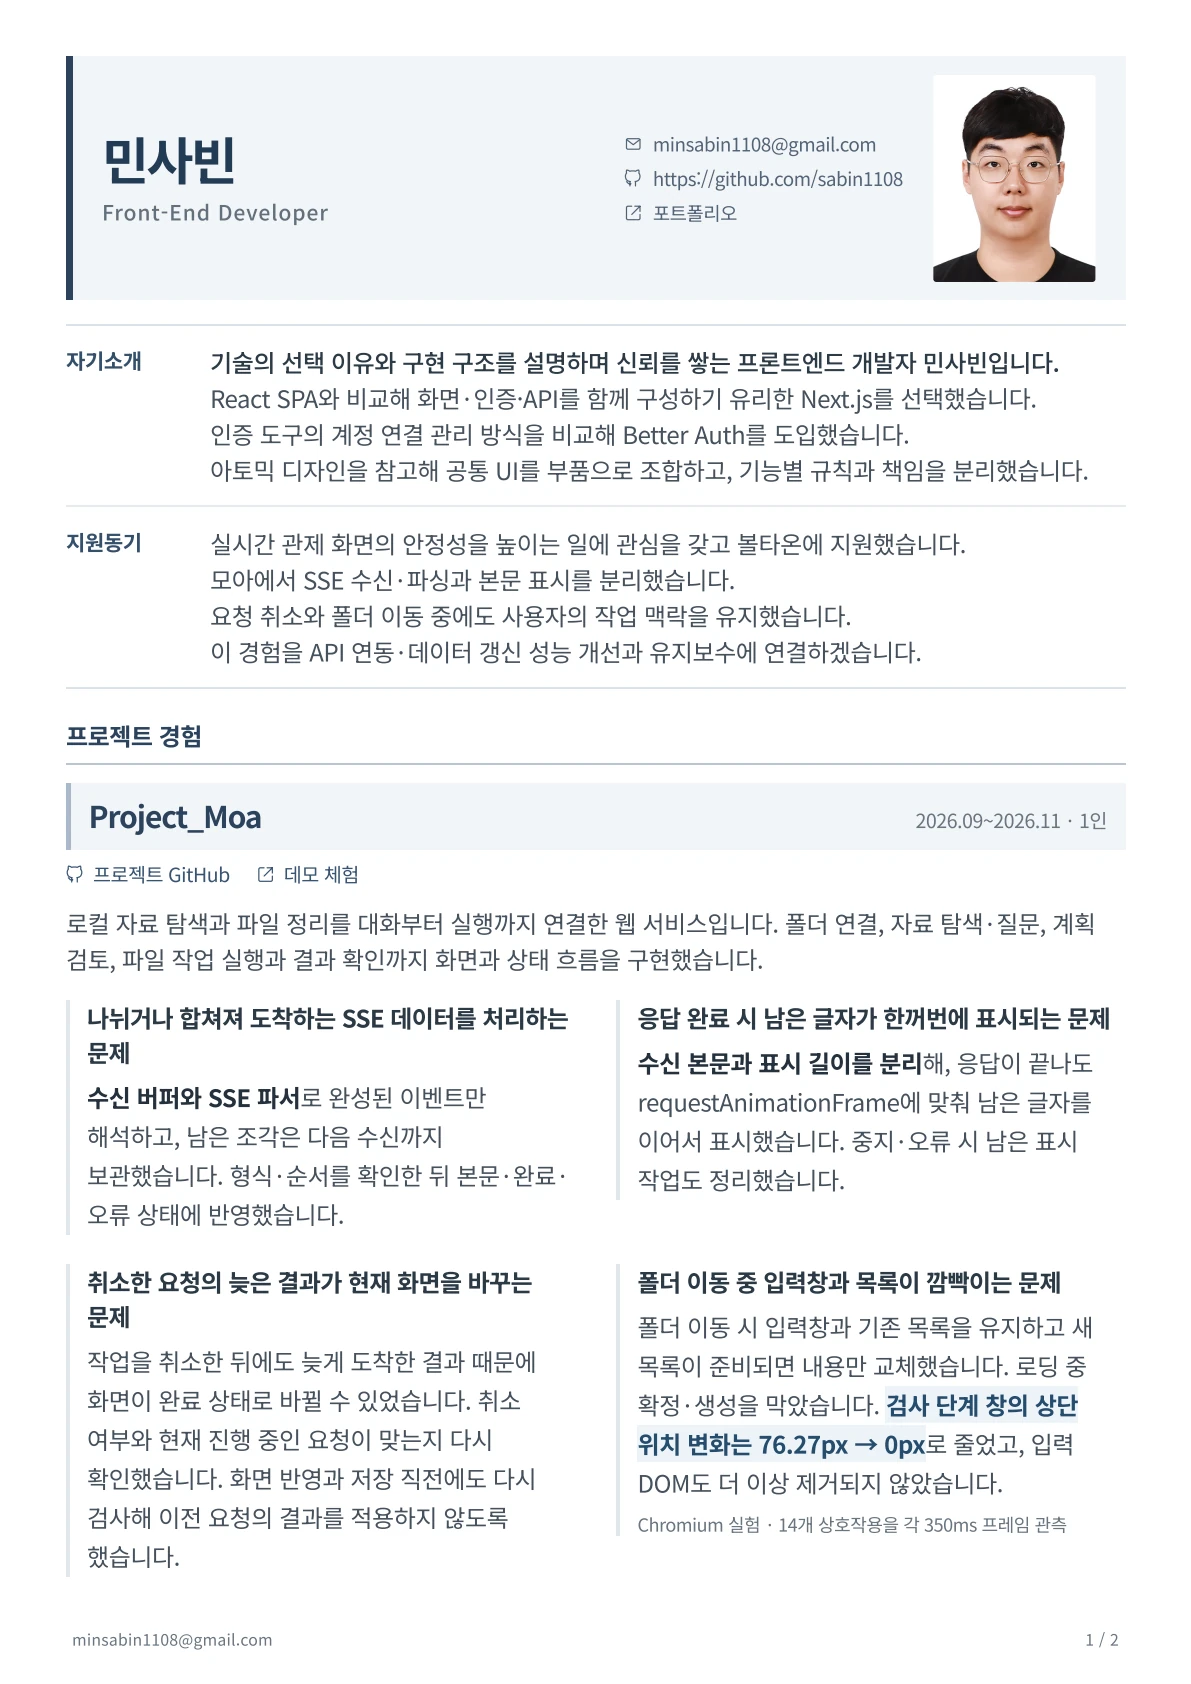 민사빈
Front-End Developer
minsabin1108@gmail.com
https://github.com/sabin1108
포트폴리오
자기소개
기술의 선택 이유와 구현 구조를 설명하며 신뢰를 쌓는 프론트엔드 개발자 민사빈입니다.
React SPA와 비교해 화면·인증·API를 함께 구성하기 유리한 Next.js를 선택했습니다.
인증 도구의 계정 연결 관리 방식을 비교해 Better Auth를 도입했습니다.
아토믹 디자인을 참고해 공통 UI를 부품으로 조합하고, 기능별 규칙과 책임을 분리했습니다.
지원동기
실시간 관제 화면의 안정성을 높이는 일에 관심을 갖고 볼타온에 지원했습니다.
모아에서 SSE 수신·파싱과 본문 표시를 분리했습니다.
요청 취소와 폴더 이동 중에도 사용자의 작업 맥락을 유지했습니다.
이 경험을 API 연동·데이터 갱신 성능 개선과 유지보수에 연결하겠습니다.
프로젝트 경험
Project_Moa
2026.09~2026.11 · 1인
프로젝트 GitHub
데모 체험
로컬 자료 탐색과 파일 정리를 대화부터 실행까지 연결한 웹 서비스입니다. 폴더 연결, 자료 탐색·질문, 계획
검토, 파일 작업 실행과 결과 확인까지 화면과 상태 흐름을 구현했습니다.
나뉘거나 합쳐져 도착하는 SSE 데이터를 처리하는
문제
수신 버퍼와 SSE 파서로 완성된 이벤트만
해석하고, 남은 조각은 다음 수신까지
보관했습니다. 형식·순서를 확인한 뒤 본문·완료·
오류 상태에 반영했습니다.
응답 완료 시 남은 글자가 한꺼번에 표시되는 문제
수신 본문과 표시 길이를 분리해, 응답이 끝나도
requestAnimationFrame에 맞춰 남은 글자를
이어서 표시했습니다. 중지·오류 시 남은 표시
작업도 정리했습니다.
취소한 요청의 늦은 결과가 현재 화면을 바꾸는
문제
작업을 취소한 뒤에도 늦게 도착한 결과 때문에
화면이 완료 상태로 바뀔 수 있었습니다. 취소
여부와 현재 진행 중인 요청이 맞는지 다시
확인했습니다. 화면 반영과 저장 직전에도 다시
검사해 이전 요청의 결과를 적용하지 않도록
했습니다.
폴더 이동 중 입력창과 목록이 깜빡이는 문제
폴더 이동 시 입력창과 기존 목록을 유지하고 새
목록이 준비되면 내용만 교체했습니다. 로딩 중
확정·생성을 막았습니다. 검사 단계 창의 상단
위치 변화는 76.27px → 0px로 줄었고, 입력
DOM도 더 이상 제거되지 않았습니다.
Chromium 실험 · 14개 상호작용을 각 350ms 프레임 관측
minsabin1108@gmail.com
1 / 2